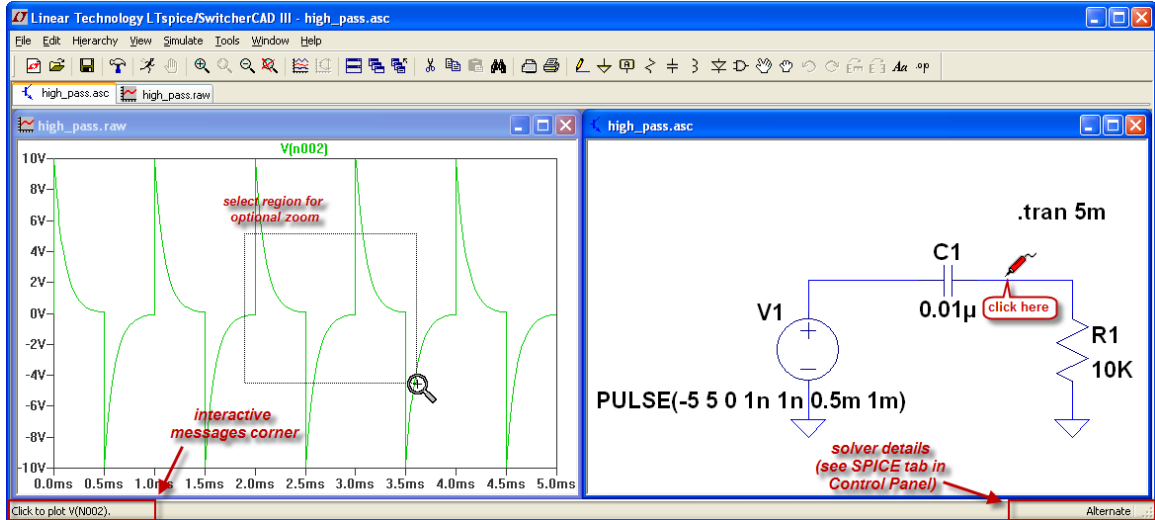 Linear Technology LTspice/SwitcherCAD III - high_pass.asc
File Edit Hierarchy View Simulate Tools Window Help
Aa .op
high_pass.asc high_pass.raw
high_pass.raw
V(n002)
10V
8V
6V
4V
2V
0V
-2V
-4V
-6V
-8V
-10V
0.0ms 0.5ms 1.0ms 1.5ms 2.0ms 2.5ms 3.0ms 3.5ms 4.0ms 4.5ms 5.0ms
select region for
optional zoom
interactive
messages corner
high_pass.asc
.tran 5m
C1
0.01µ
click here
V1
R1
10K
PULSE(-5 5 0 1n 1n 0.5m 1m)
solver details
(see SPICE tab in
Control Panel)
Click to plot V(N002).
Alternate